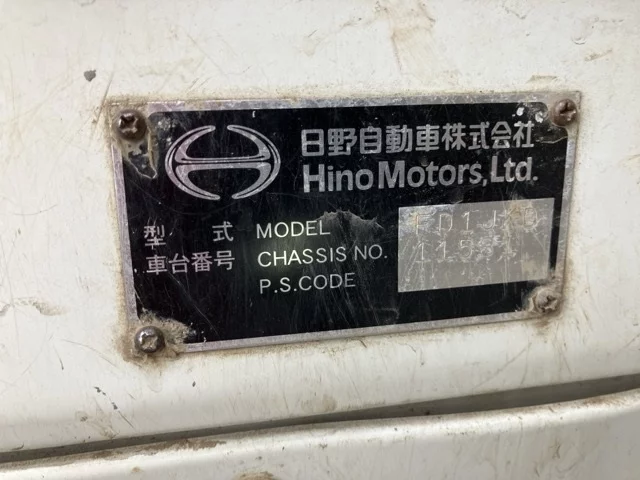 日野自動車株式会社
Hino Motors, Ltd.
型 式 MODEL
車台番号 CHASSIS NO.
P.S.CODE